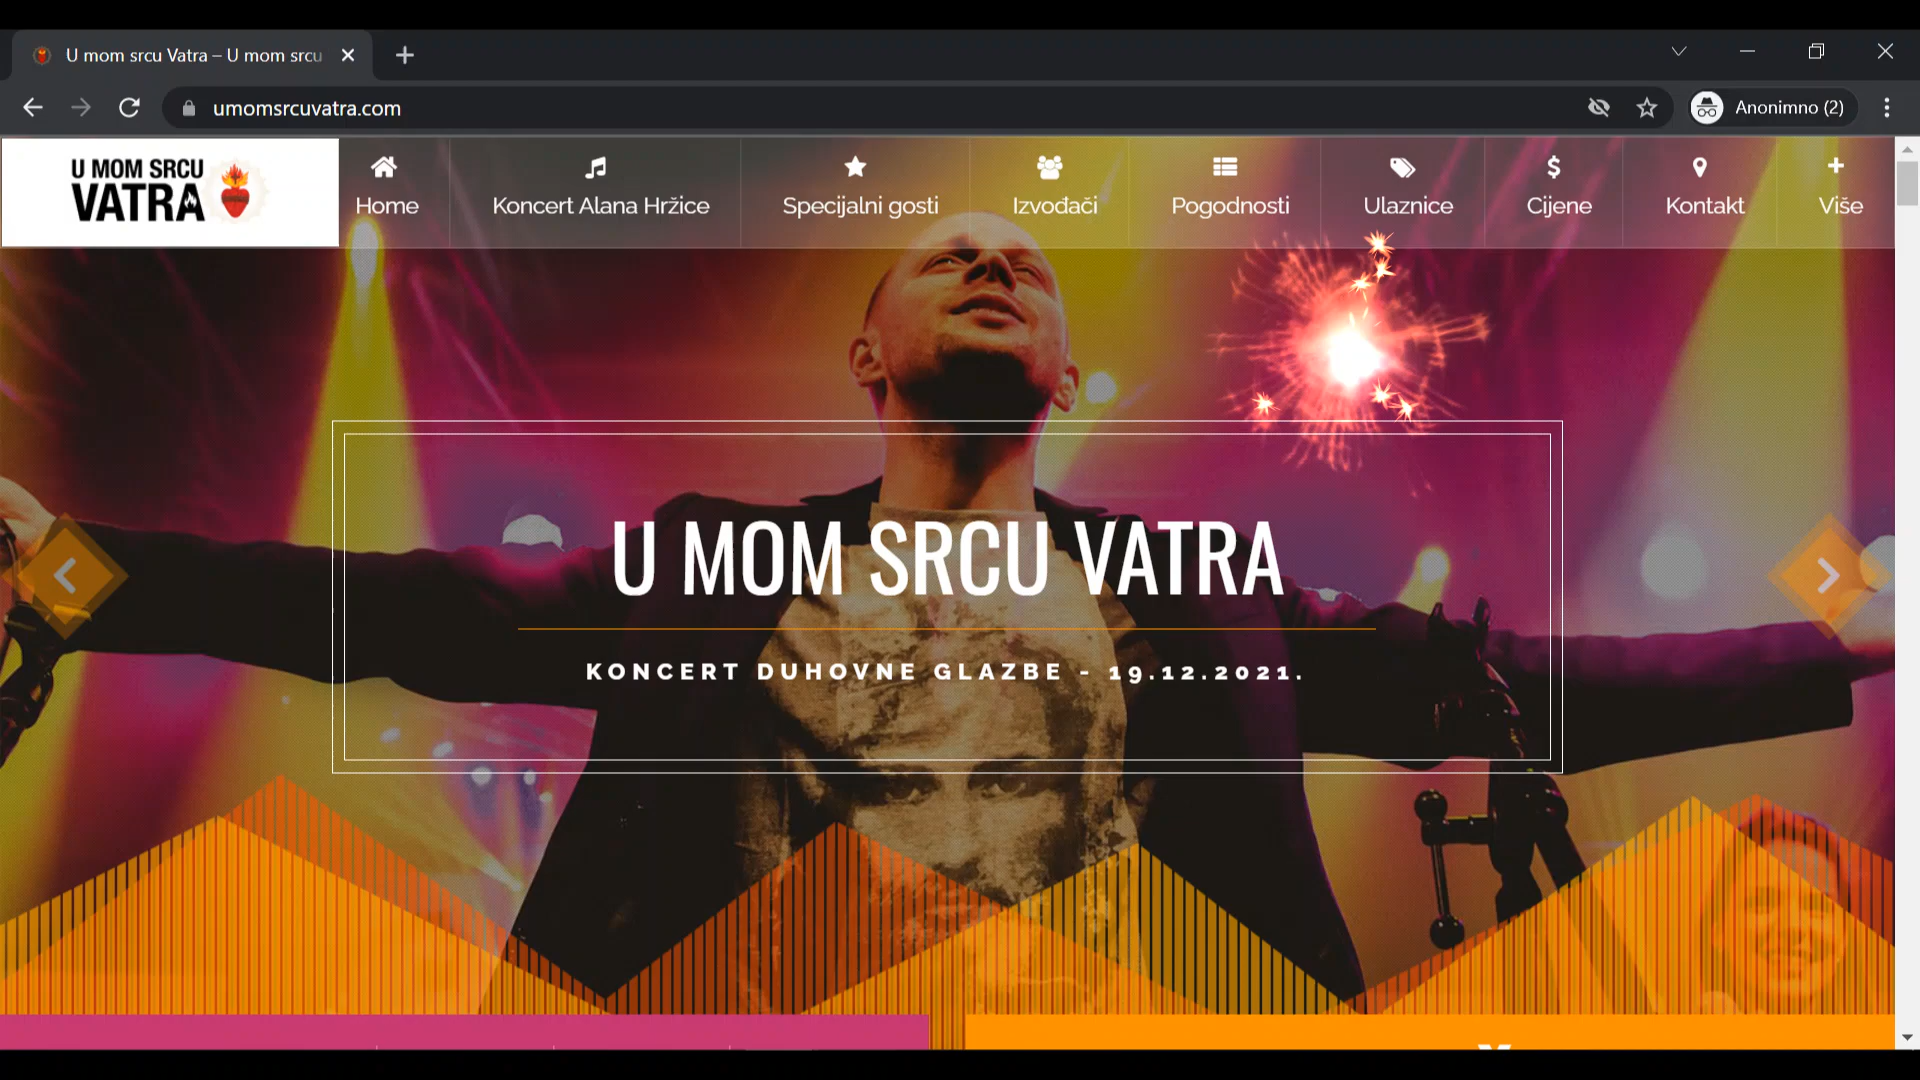 U mom srcu Vatra – U mom srcu
umomsrcuvatra.com
Anonimno (2)
U MOM SRCU
VATRA
Home
Koncert Alana Hržice
Specijalni gosti
Izvođači
Pogodnosti
Ulaznice
Cijene
Kontakt
Više
U MOM SRCU VATRA
KONCERT DUHOVNE GLAZBE - 19.12.2021.